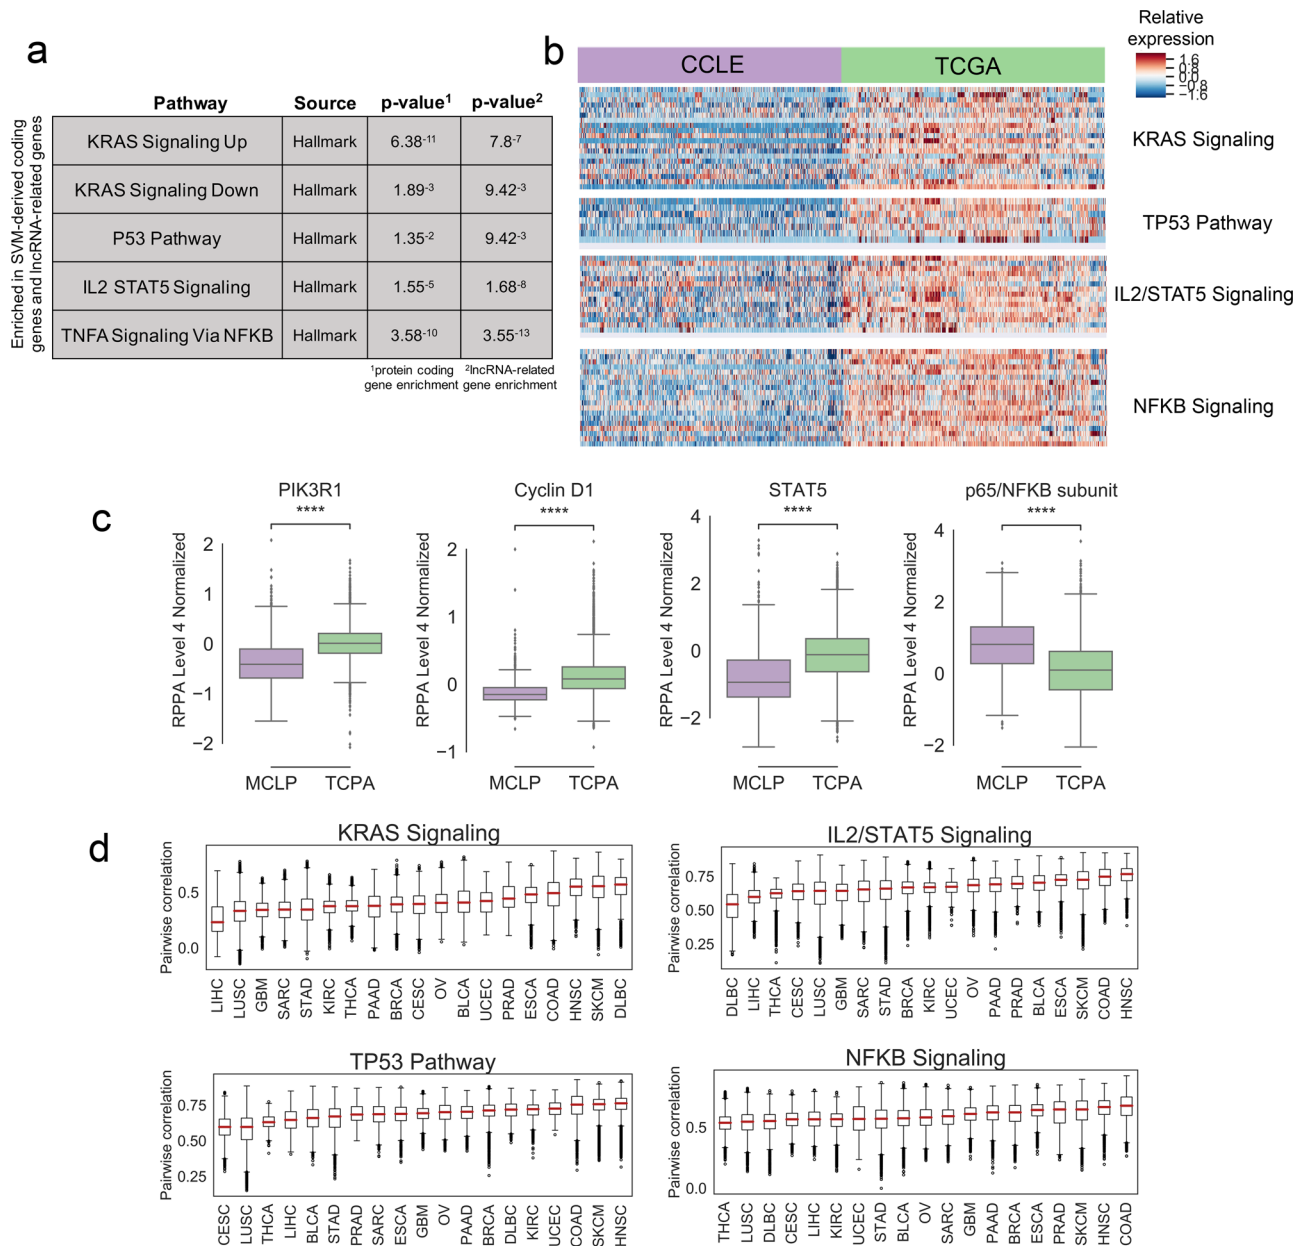 a
Pathway Source p-value¹ p-value²
Enriched in SVM-derived coding
genes and lncRNA-related genes
KRAS Signaling Up Hallmark 6.38⁻¹¹ 7.8⁻⁷
KRAS Signaling Down Hallmark 1.89⁻³ 9.42⁻³
P53 Pathway Hallmark 1.35⁻² 9.42⁻³
IL2 STAT5 Signaling Hallmark 1.55⁻⁵ 1.68⁻⁸
TNFA Signaling Via NFKB Hallmark 3.58⁻¹⁰ 3.55⁻¹³
¹protein coding
gene enrichment
²lncRNA-related
gene enrichment
b
CCLE TCGA
Relative
expression
1.6
0.8
0.0
−0.8
−1.6
KRAS Signaling
TP53 Pathway
IL2/STAT5 Signaling
NFKB Signaling
c
PIK3R1
****
RPPA Level 4 Normalized
2
1
0
−1
−2
MCLP TCPA
Cyclin D1
****
RPPA Level 4 Normalized
2
1
0
−1
MCLP TCPA
STAT5
****
RPPA Level 4 Normalized
4
2
0
−2
MCLP TCPA
p65/NFKB subunit
****
RPPA Level 4 Normalized
4
2
0
−2
MCLP TCPA
d
KRAS Signaling
Pairwise correlation
0.5
0.0
LIHC LUSC GBM SARC STAD KIRC THCA PAAD BRCA CESC OV BLCA UCEC PRAD ESCA COAD HNSC SKCM DLBC
IL2/STAT5 Signaling
Pairwise correlation
0.75
0.50
0.25
DLBC LIHC THCA CESC LUSC GBM SARC STAD BRCA KIRC UCEC OV PAAD PRAD BLCA ESCA SKCM COAD HNSC
TP53 Pathway
Pairwise correlation
0.75
0.50
0.25
CESC LUSC THCA LIHC BLCA STAD PRAD SARC ESCA GBM OV PAAD BRCA DLBC KIRC UCEC COAD SKCM HNSC
NFKB Signaling
Pairwise correlation
0.5
0.0
THCA LUSC DLBC CESC LIHC KIRC UCEC STAD BLCA OV SARC GBM PAAD BRCA ESCA PRAD SKCM HNSC COAD